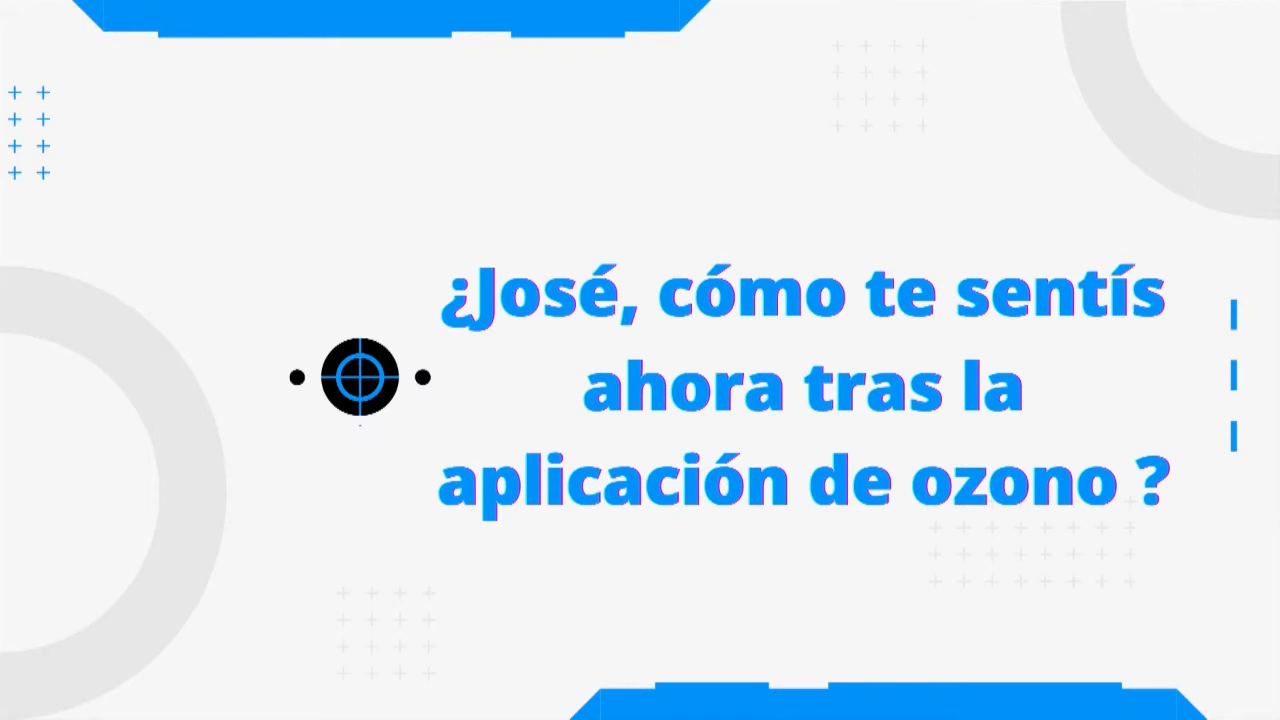 ¿José, cómo te sentís
ahora tras la
aplicación de ozono ?